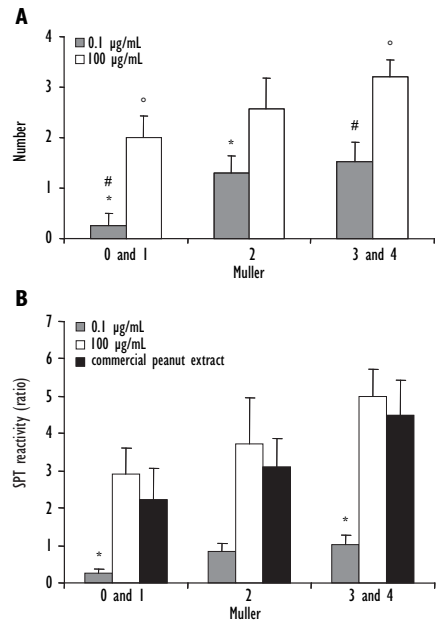 A
4
3
2
1
0
Number
0.1 µg/mL
100 µg/mL
#
*
°
*
#
°
0 and 1
2
3 and 4
Muller
B
7
6
5
4
3
2
1
0
SPT reactivity (ratio)
0.1 µg/mL
100 µg/mL
commercial peanut extract
*
*
0 and 1
2
3 and 4
Muller